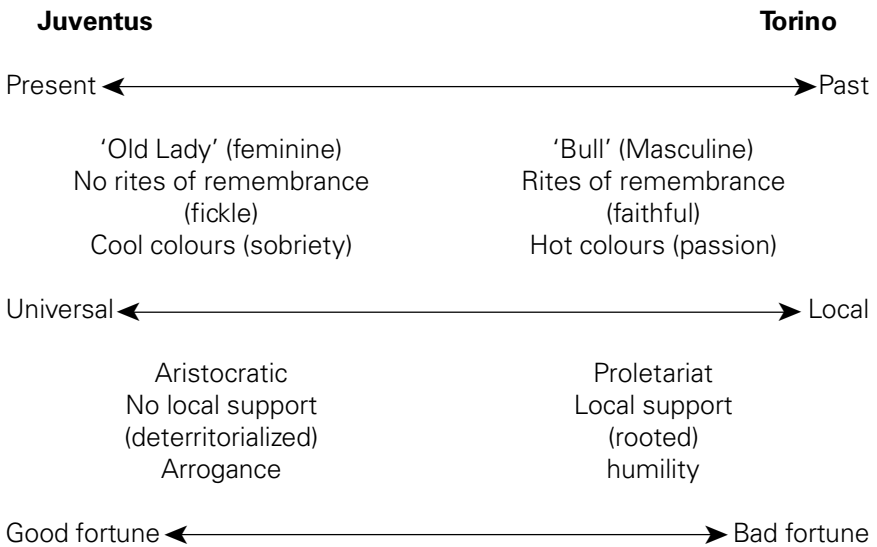 Juventus Torino
Present Past
'Old Lady' (feminine) 'Bull' (Masculine)
No rites of remembrance Rites of remembrance
(fickle) (faithful)
Cool colours (sobriety) Hot colours (passion)
Universal Local
Aristocratic Proletariat
No local support Local support
(deterritorialized) (rooted)
Arrogance humility
Good fortune Bad fortune